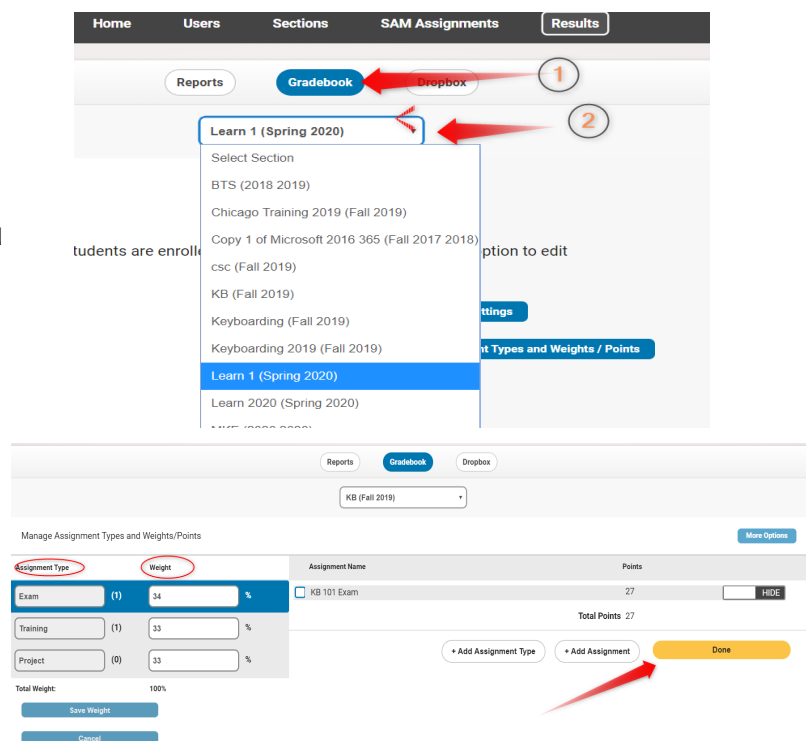 Home Users Sections SAM Assignments Results
Reports Gradebook Dropbox
1
Learn 1 (Spring 2020)
2
Select Section
BTS (2018 2019)
Chicago Training 2019 (Fall 2019)
Copy 1 of Microsoft 2016 365 (Fall 2017 2018)
tudents are enrolle ption to edit
csc (Fall 2019)
KB (Fall 2019)
ttings
Keyboarding (Fall 2019)
Keyboarding 2019 (Fall 2019) nt Types and Weights / Points
Learn 1 (Spring 2020)
Learn 2020 (Spring 2020)
Reports Gradebook Dropbox
KB (Fall 2019)
Manage Assignment Types and Weights/Points More Options
Assignment Type Weight Assignment Name Points
Exam (1) 34 % KB 101 Exam 27 HIDE
Total Points 27
Training (1) 33 %
+ Add Assignment Type + Add Assignment Done
Project (0) 33 %
Total Weight: 100%
Save Weight
Cancel